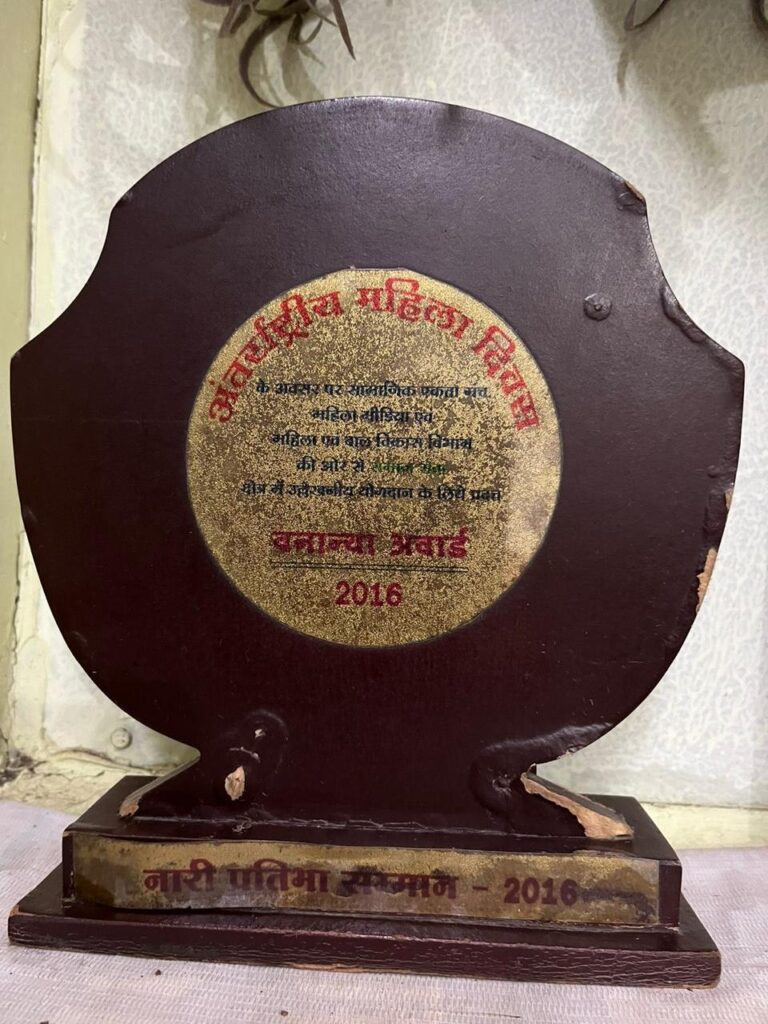 अंतर्राष्ट्रीय महिला दिवस
के अवसर पर सामाजिक एकता मंच,
महिला मीडिया एवं
महिला एवं बाल विकास विभाग
की ओर से समाज सेवा
क्षेत्र में उल्लेखनीय योगदान के लिये प्रदत्त
अवार्ड
2016
नारी प्रतिभा सम्मान - 2016